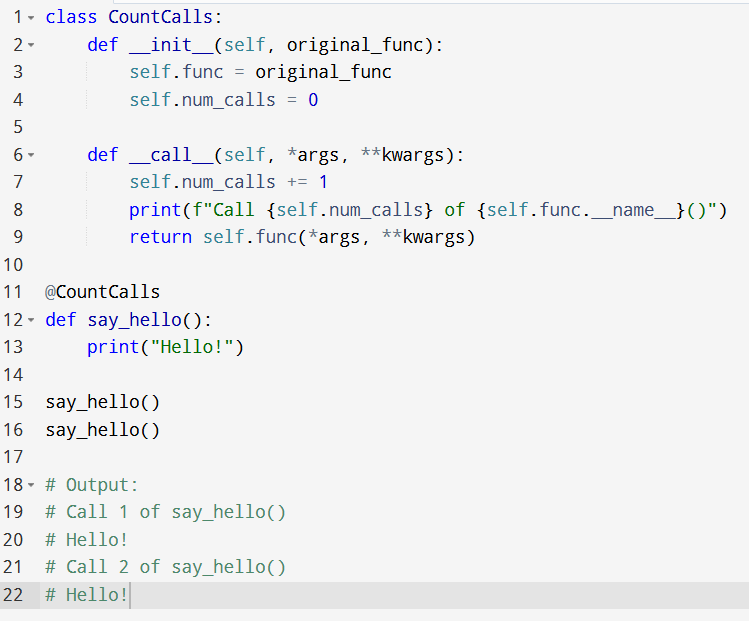 1 class CountCalls:
2     def __init__(self, original_func):
3         self.func = original_func
4         self.num_calls = 0
5
6     def __call__(self, *args, **kwargs):
7         self.num_calls += 1
8         print(f"Call {self.num_calls} of {self.func.__name__}()")
9         return self.func(*args, **kwargs)
10
11 @CountCalls
12 def say_hello():
13     print("Hello!")
14
15 say_hello()
16 say_hello()
17
18 # Output:
19 # Call 1 of say_hello()
20 # Hello!
21 # Call 2 of say_hello()
22 # Hello!